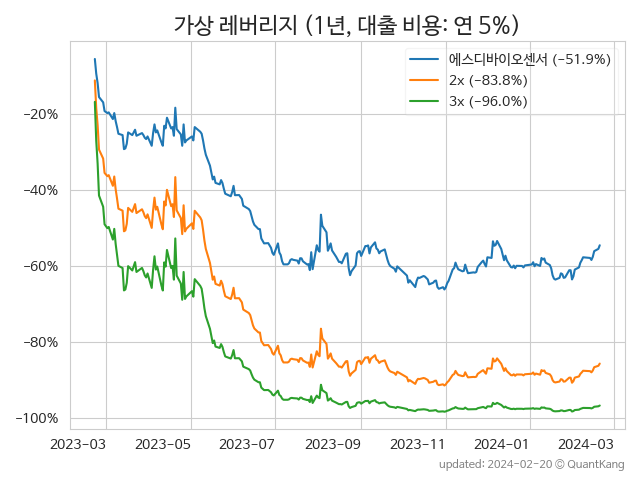 가상 레버리지 (1년, 대출 비용: 연 5%)
에스디바이오센서 (−51.9%)
2x (−83.8%)
3x (−96.0%)
−20%
−40%
−60%
−80%
−100%
2023-03 2023-05 2023-07 2023-09 2023-11 2024-01 2024-03
updated: 2024-02-20 © QuantKang